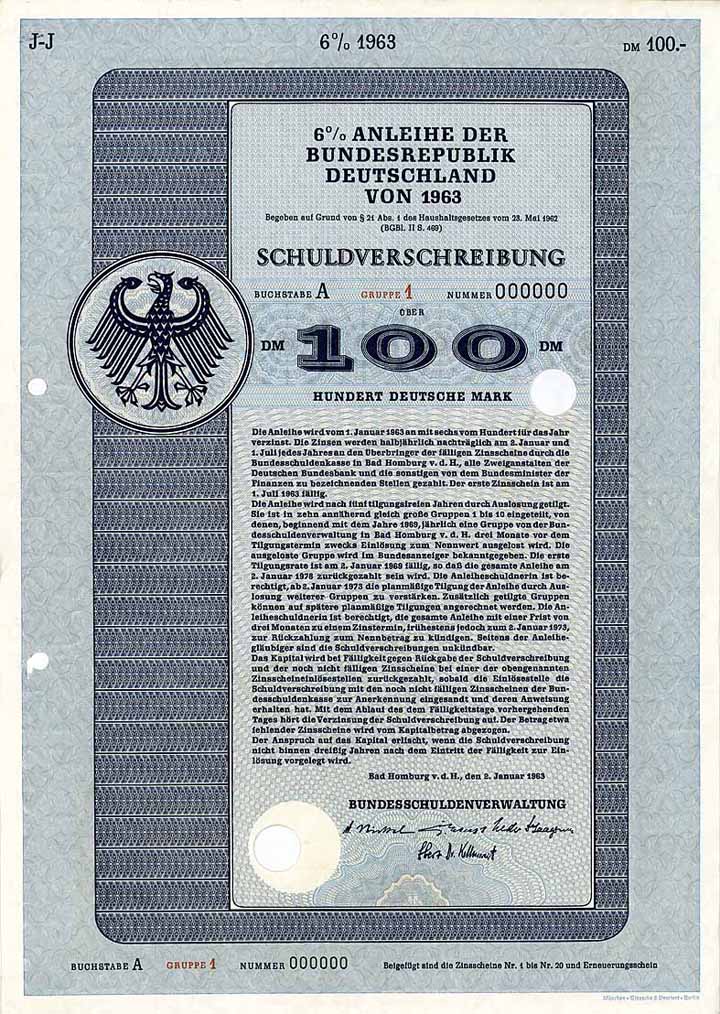 J-J 6% 1963 DM 100.-
6% ANLEIHE DER
BUNDESREPUBLIK
DEUTSCHLAND
VON 1963
Begeben auf Grund von § 21 Abs. 1 des Haushaltsgesetzes vom 23. Mai 1962
(BGBl. II S. 469)
SCHULDVERSCHREIBUNG
BUCHSTABE A GRUPPE 1 NUMMER 000000
ÜBER
DM 100 DM
HUNDERT DEUTSCHE MARK
Die Anleihe wird vom 1. Januar 1963 an mit sechs vom Hundert für das Jahr
verzinst. Die Zinsen werden halbjährlich nachträglich am 2. Januar und
1. Juli jedes Jahres an den Überbringer der fälligen Zinsscheine durch die
Bundesschuldenkasse in Bad Homburg v. d. H., alle Zweiganstalten der
Deutschen Bundesbank und die sonstigen von dem Bundesminister der
Finanzen zu bezeichnenden Stellen gezahlt. Der erste Zinsschein ist am
1. Juli 1963 fällig.
Die Anleihe wird nach fünf tilgungsfreien Jahren durch Auslosung getilgt.
Sie ist in zehn annähernd gleich große Gruppen 1 bis 10 eingeteilt, von
denen, beginnend mit dem Jahre 1969, jährlich eine Gruppe von der Bun-
desschuldenverwaltung in Bad Homburg v. d. H. drei Monate vor dem
Tilgungstermin zwecks Einlösung zum Nennwert ausgelost wird. Die
ausgeloste Gruppe wird im Bundesanzeiger bekanntgegeben. Die erste
Tilgungsrate ist am 2. Januar 1969 fällig, so daß die gesamte Anleihe am
2. Januar 1978 zurückgezahlt sein wird. Die Anleiheschuldnerin ist be-
rechtigt, ab 2. Januar 1973 die planmäßige Tilgung der Anleihe durch Aus-
losung weiterer Gruppen zu verstärken. Zusätzlich getilgte Gruppen
können auf spätere planmäßige Tilgungen angerechnet werden. Die An-
leiheschuldnerin ist berechtigt, die gesamte Anleihe mit einer Frist von
drei Monaten zu einem Zinstermin, frühestens jedoch zum 2. Januar 1973,
zur Rückzahlung zum Nennbetrag zu kündigen. Seitens der Anleihe-
gläubiger sind die Schuldverschreibungen unkündbar.
Das Kapital wird bei Fälligkeit gegen Rückgabe der Schuldverschreibung
und der noch nicht fälligen Zinsscheine bei einer der obengenannten
Zinsscheineinlösestellen zurückgezahlt, sobald die Einlösestelle die
Schuldverschreibung mit den noch nicht fälligen Zinsscheinen der Bun-
desschuldenkasse zur Anerkennung eingesandt und deren Anweisung
erhalten hat. Mit dem Ablauf des dem Fälligkeitstage vorhergehenden
Tages hört die Verzinsung der Schuldverschreibung auf. Der Betrag etwa
fehlender Zinsscheine wird vom Kapitalbetrag abgezogen.
Der Anspruch auf das Kapital erlischt, wenn die Schuldverschreibung
nicht binnen dreißig Jahren nach dem Eintritt der Fälligkeit zur Ein-
lösung vorgelegt wird.
Bad Homburg v. d. H., den 2. Januar 1963
BUNDESSCHULDENVERWALTUNG
BUCHSTABE A GRUPPE 1 NUMMER 000000 Beigefügt sind die Zinsscheine Nr. 1 bis Nr. 20 und Erneuerungsschein